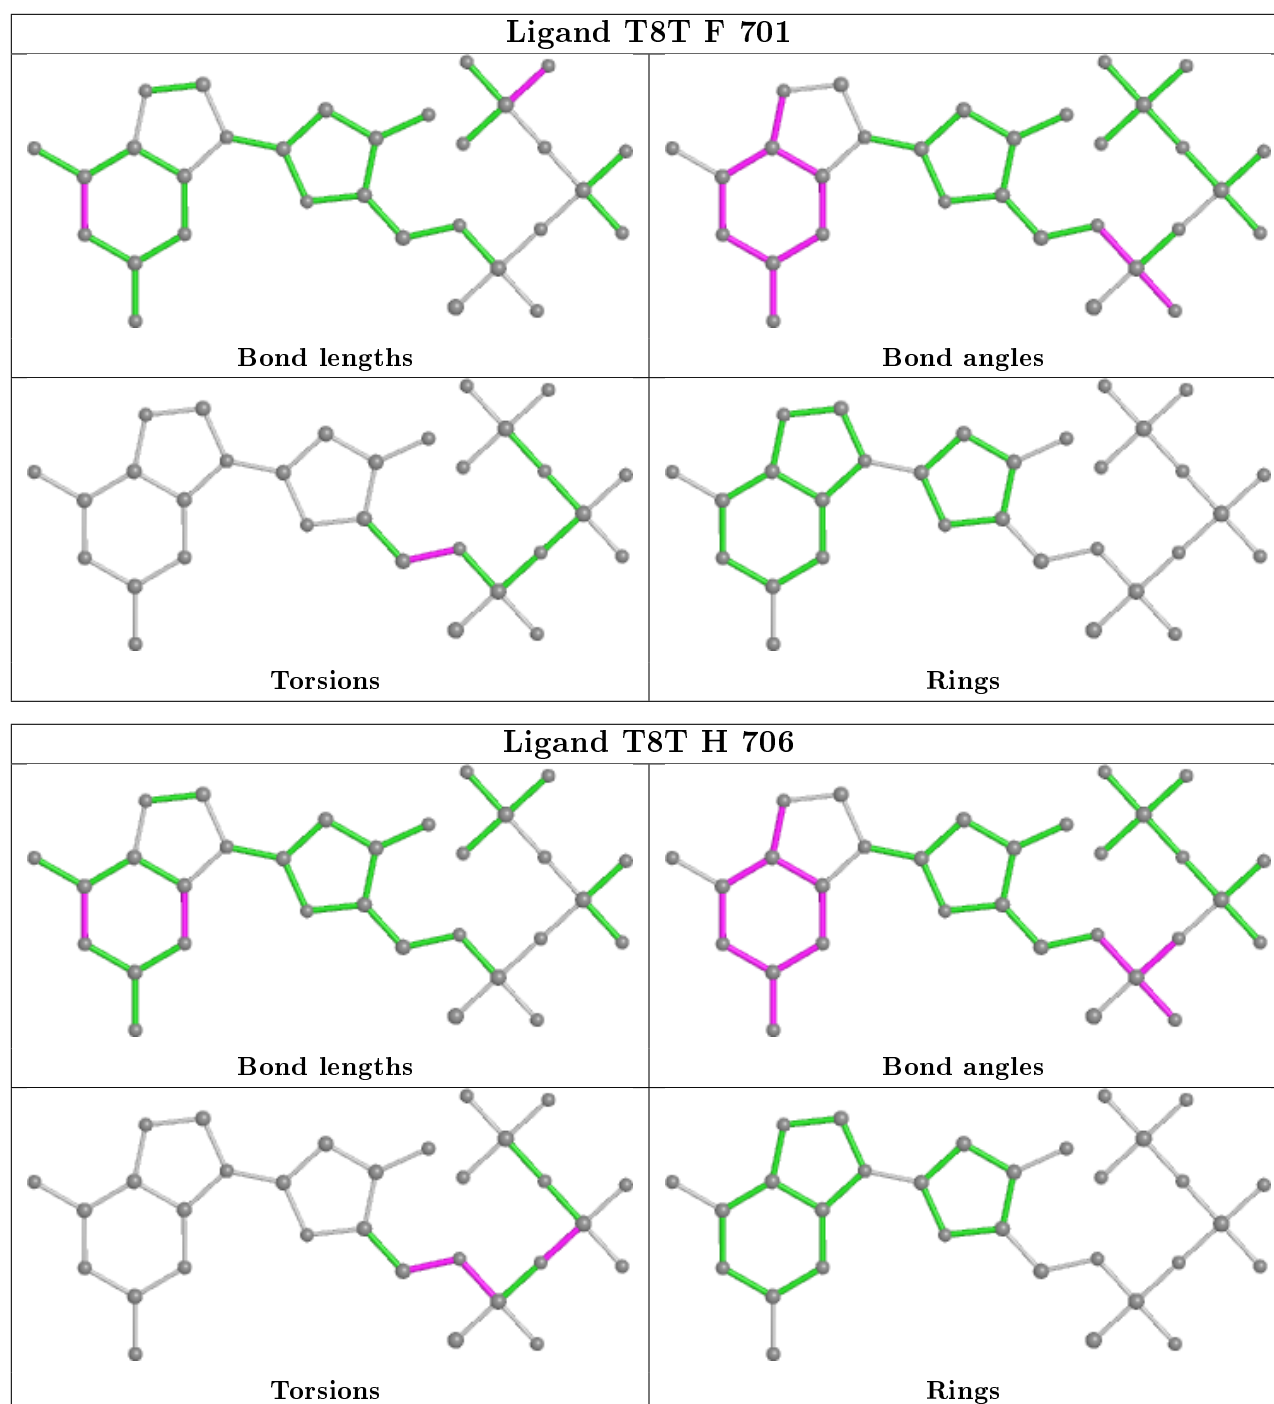 Ligand T8T F 701
Bond lengths
Bond angles
Torsions
Rings
Ligand T8T H 706
Bond lengths
Bond angles
Torsions
Rings